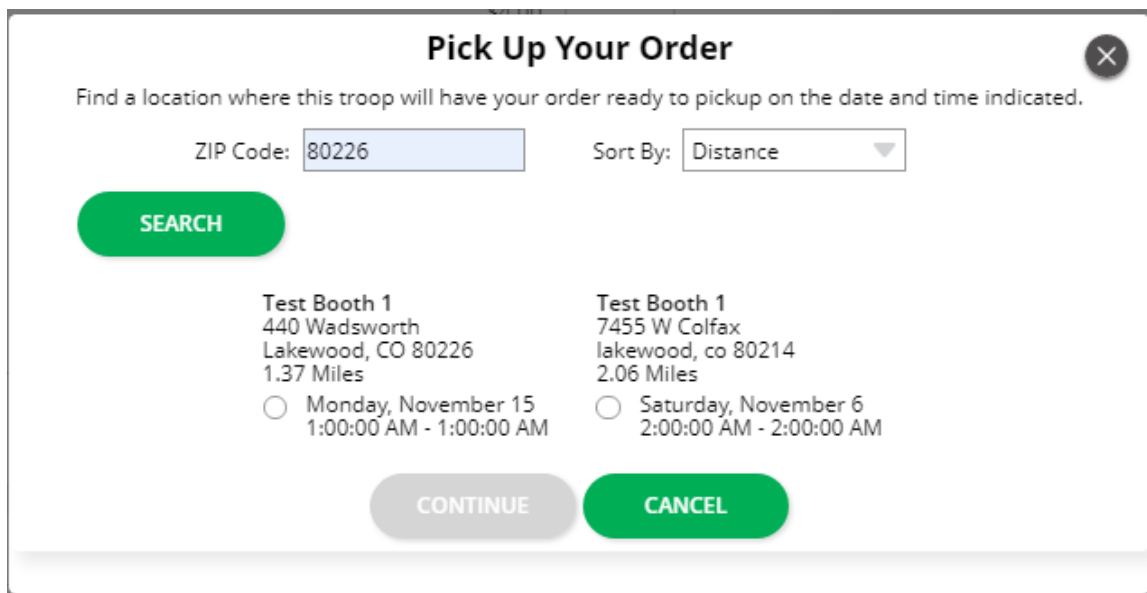 Pick Up Your Order
Find a location where this troop will have your order ready to pickup on the date and time indicated.
ZIP Code: 80226 Sort By: Distance
SEARCH
Test Booth 1
440 Wadsworth
Lakewood, CO 80226
1.37 Miles
Monday, November 15
1:00:00 AM - 1:00:00 AM
Test Booth 1
7455 W Colfax
lakewood, co 80214
2.06 Miles
Saturday, November 6
2:00:00 AM - 2:00:00 AM
CONTINUE CANCEL